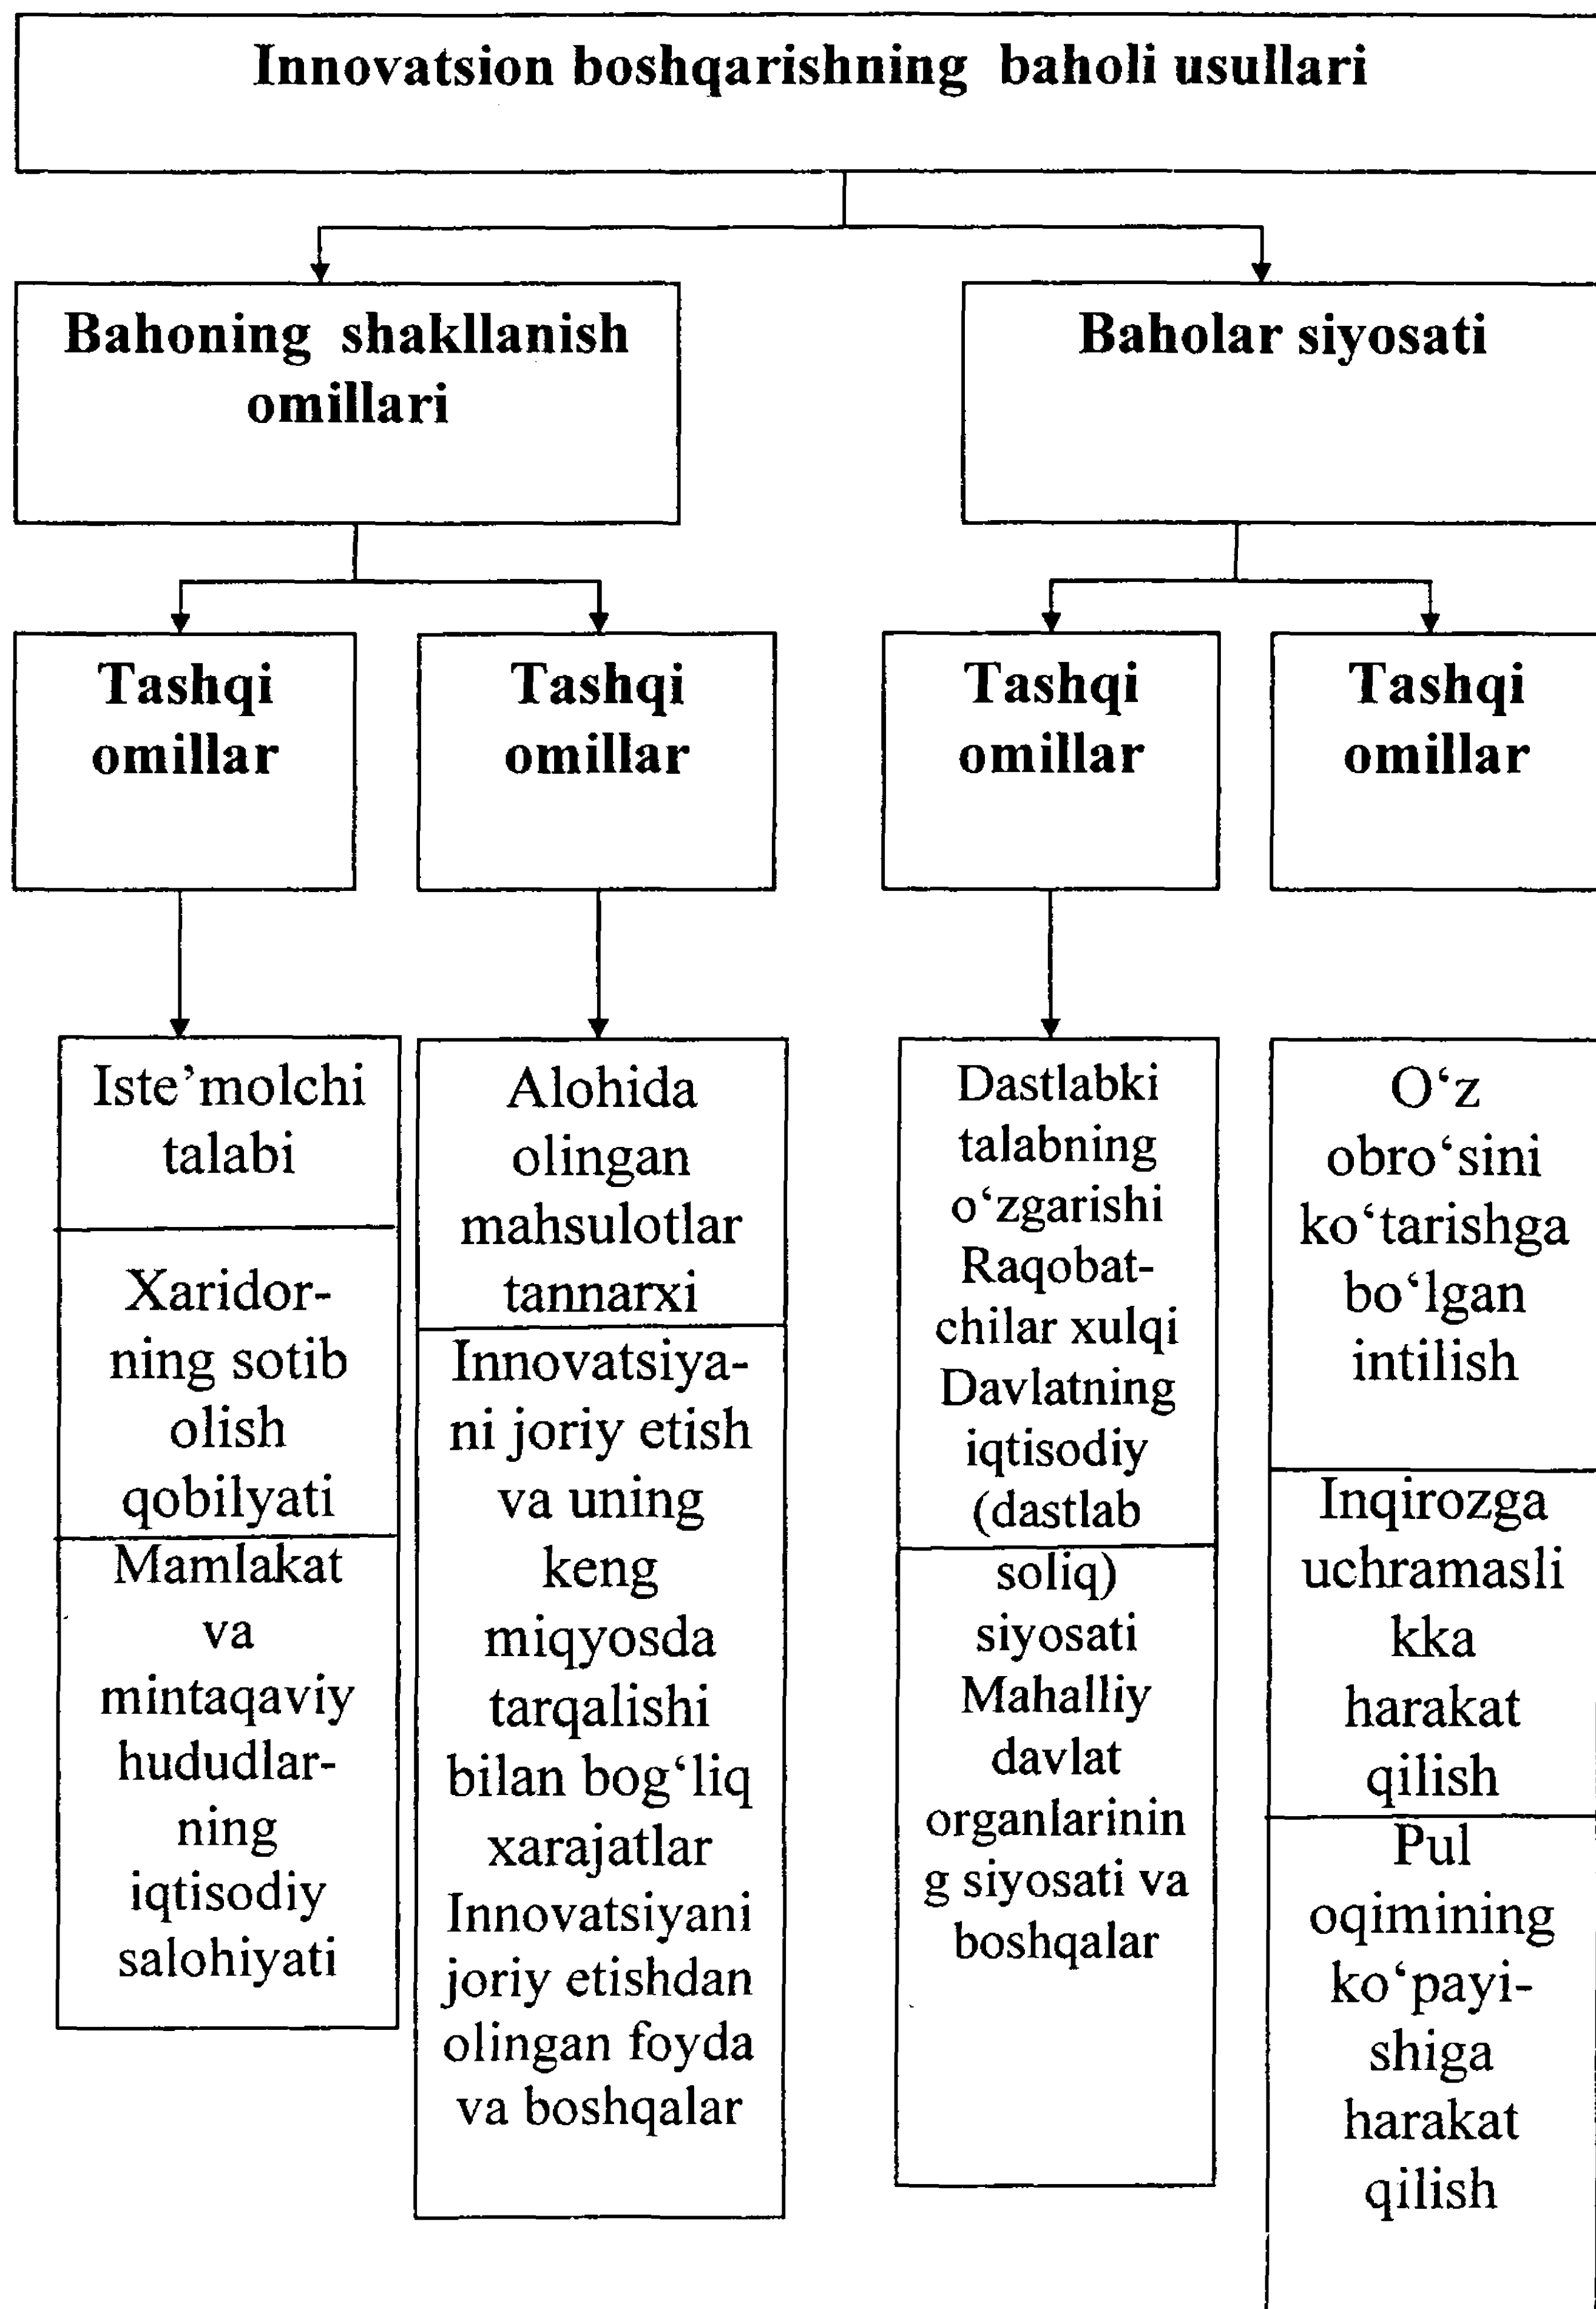 Innovatsion boshqarishning baholi usullari
Bahoning shakllanish
omillari
Baholar siyosati
Tashqi
omillar
Tashqi
omillar
Tashqi
omillar
Tashqi
omillar
Iste’molchi
talabi
Xaridor-
ning sotib
olish
qobilyati
Mamlakat
va
mintaqaviy
hududlar-
ning
iqtisodiy
salohiyati
Alohida
olingan
mahsulotlar
tannarxi
Innovatsiya-
ni joriy etish
va uning
keng
miqyosda
tarqalishi
bilan bog‘liq
xarajatlar
Innovatsiyani
joriy etishdan
olingan foyda
va boshqalar
Dastlabki
talabning
o‘zgarishi
Raqobat-
chilar xulqi
Davlatning
iqtisodiy
(dastlab
soliq)
siyosati
Mahalliy
davlat
organlarinin
g siyosati va
boshqalar
O‘z
obro‘sini
ko‘tarishga
bo‘lgan
intilish
Inqirozga
uchramasli
kka
harakat
qilish
Pul
oqimining
ko‘payi-
shiga
harakat
qilish